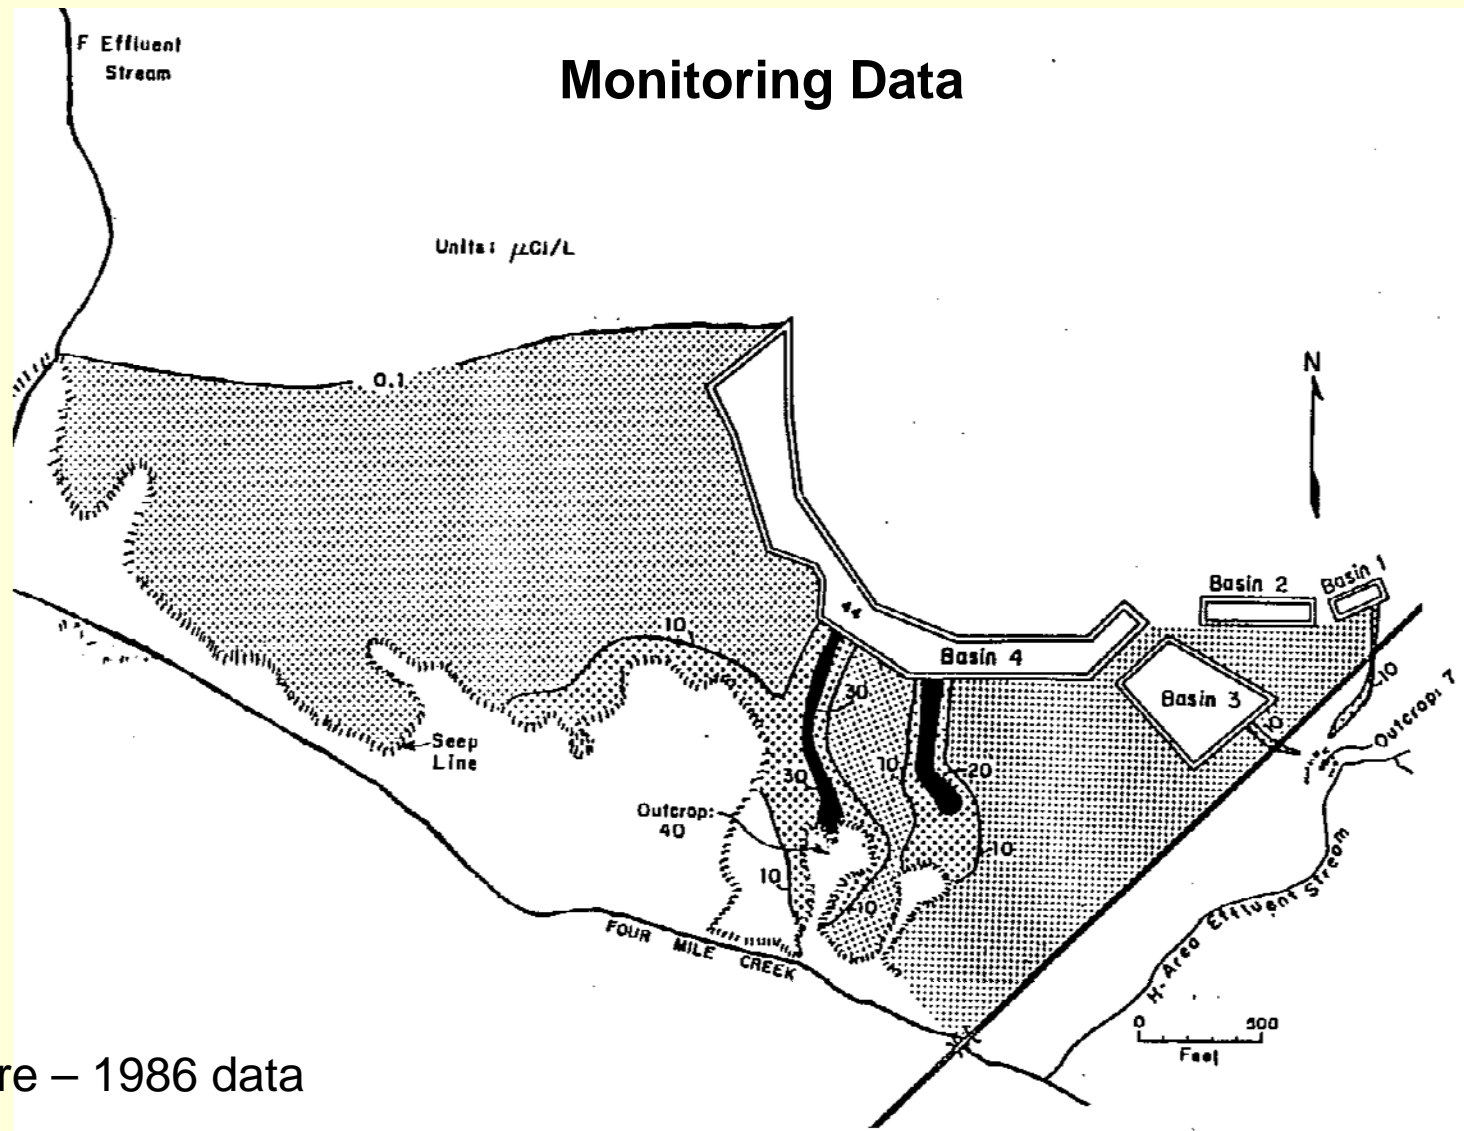 F Effluent
Stream
Monitoring Data
Units: μCi/L
0.1
N
Basin 1
Basin 2
44
10
Basin 4
Basin 3
30
10
10
Outcrop: 7
Seep
Line
10
20
30
Outcrop:
40
10
10
10
FOUR MILE CREEK
H-Area Effluent Stream
0 500
Feet
re – 1986 data